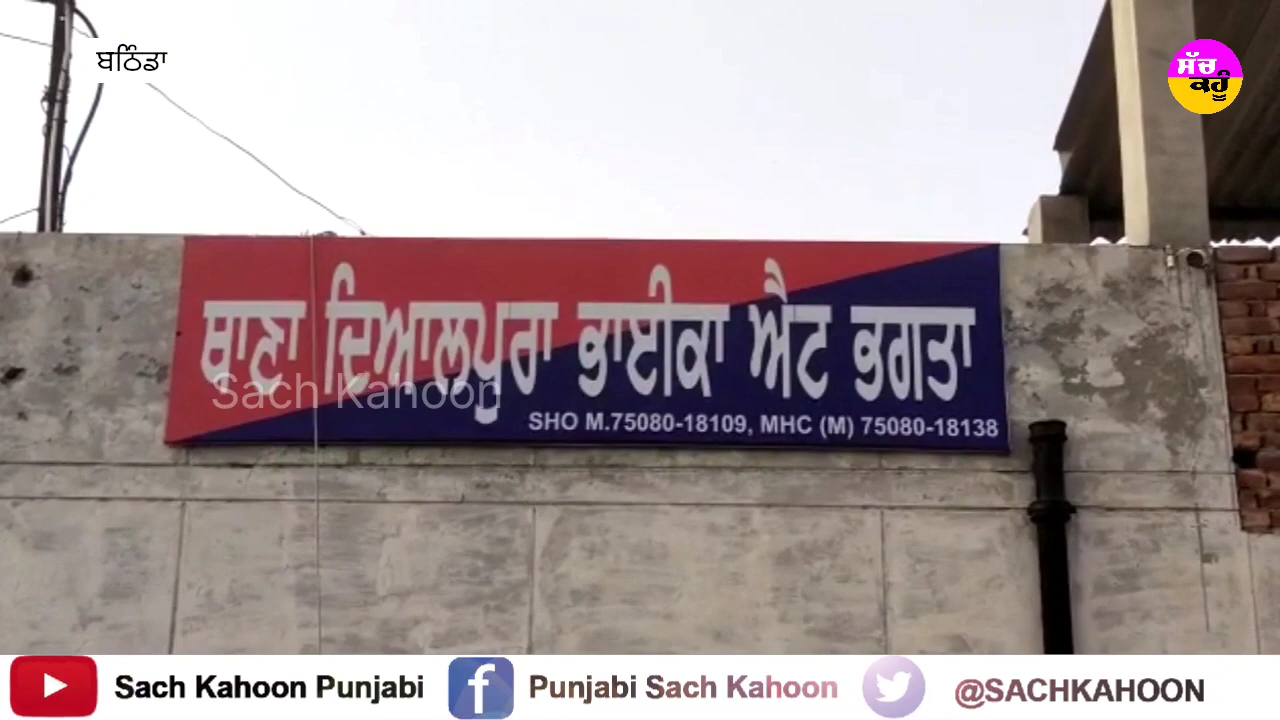 ਬਠਿੰਡਾ
ਸੱਚ
ਕਹੂੰ
ਥਾਣਾ ਦਿਆਲਪੁਰਾ ਭਾਈਕਾ ਐਟ ਭਗਤਾ
Sach Kahoon
SHO M.75080-18109, MHC (M) 75080-18138
Sach Kahoon Punjabi
Punjabi Sach Kahoon
@SACHKAHOON